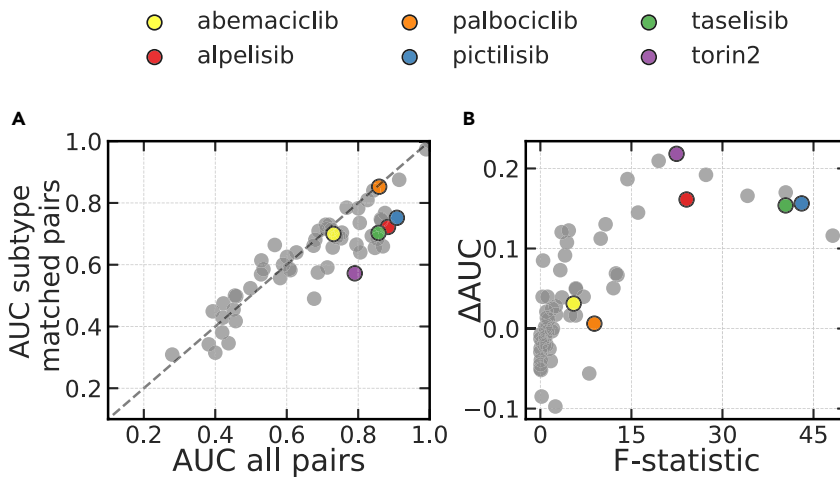 abemaciclib palbociclib taselisib
alpelisib pictilisib torin2
A B
1.0
0.8
0.6
0.4
0.2
AUC subtype
matched pairs
0.2 0.4 0.6 0.8 1.0
AUC all pairs
0.2
0.1
0.0
−0.1
ΔAUC
0 15 30 45
F-statistic